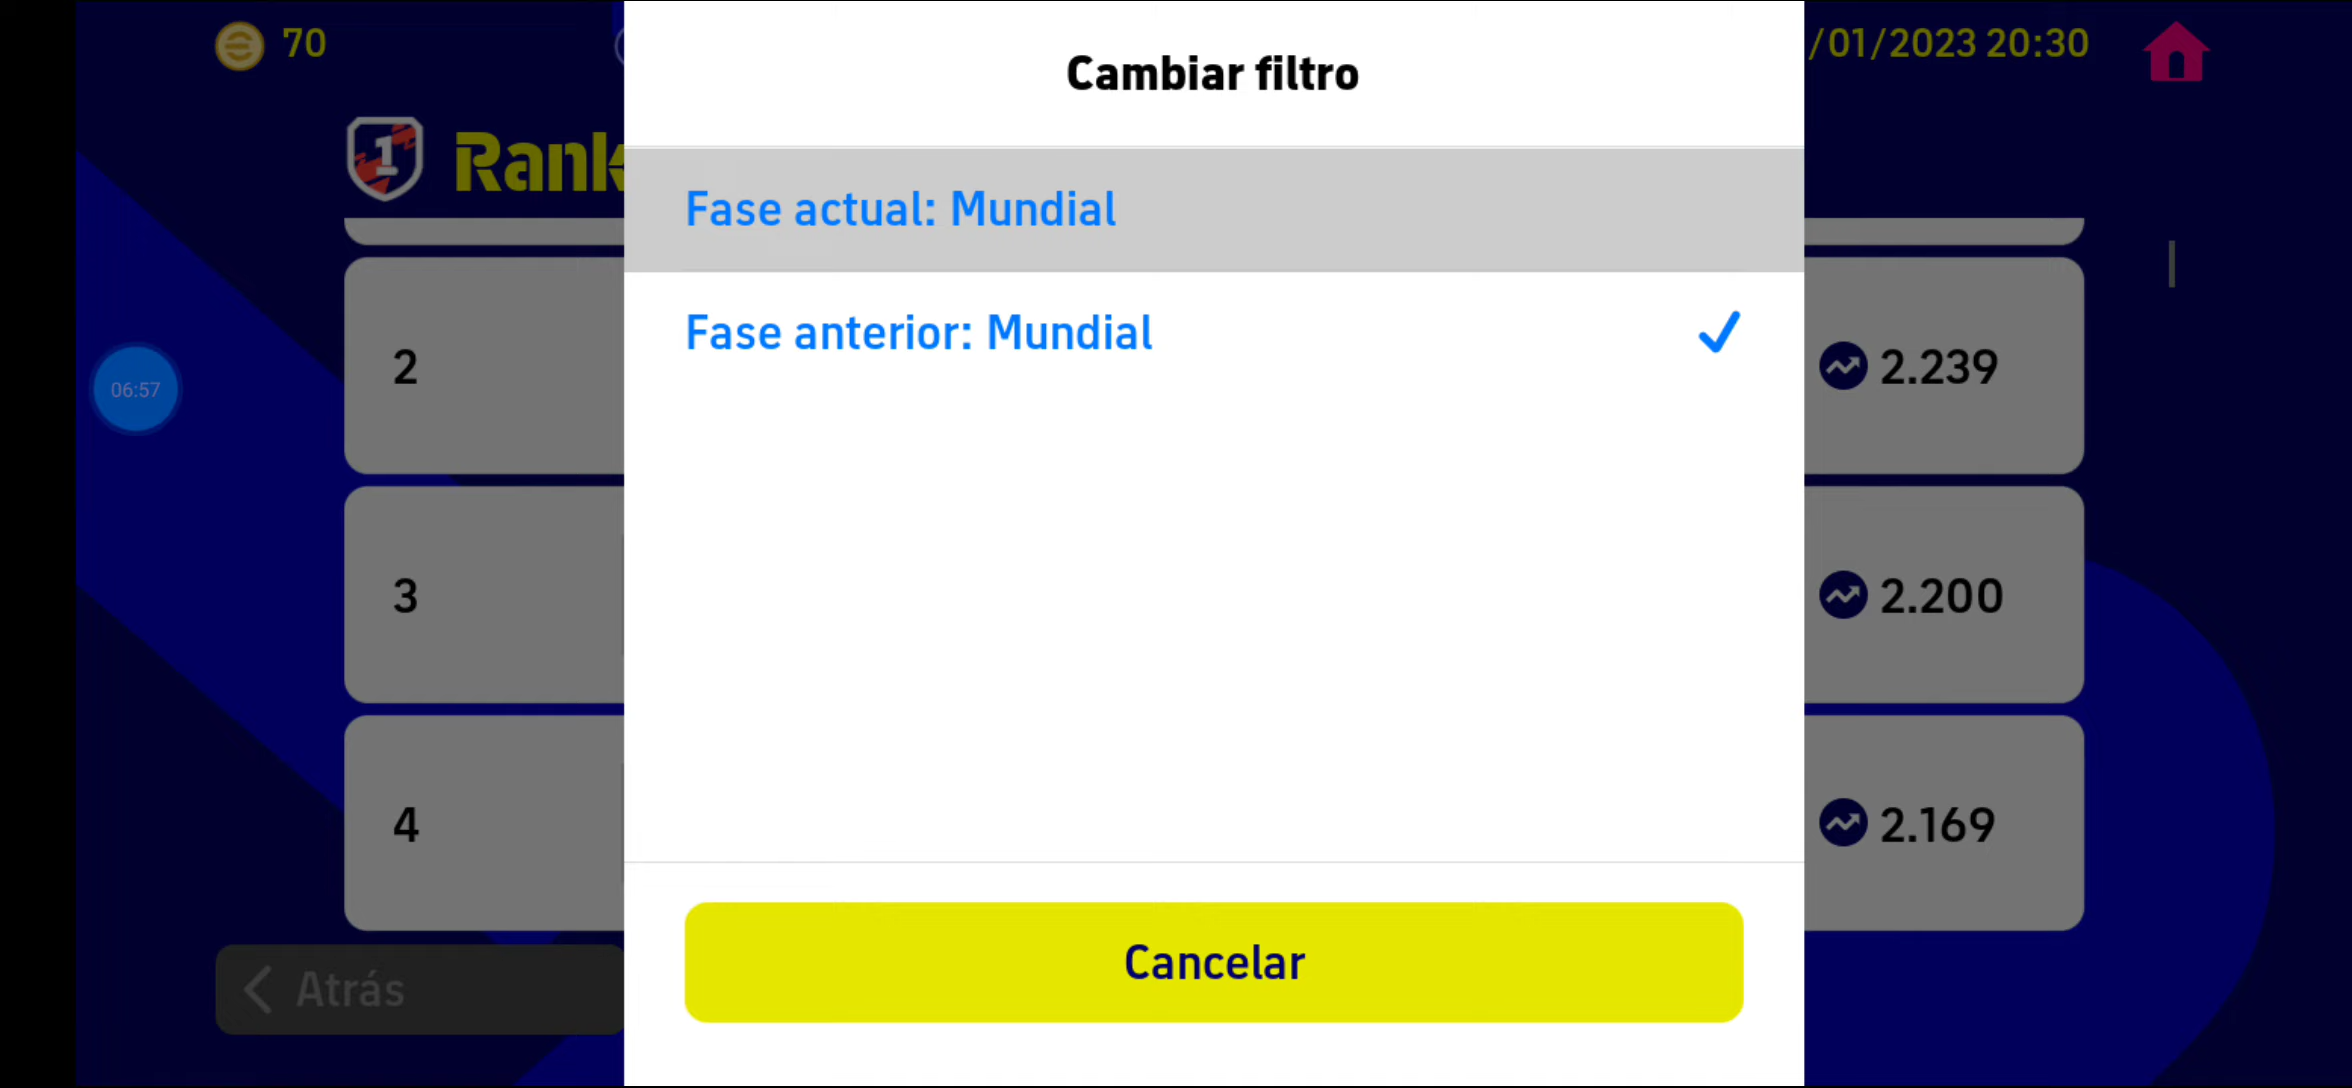 70
/01/2023 20:30
Cambiar filtro
1
Rank
Fase actual: Mundial
Fase anterior: Mundial
06:57
2
2.239
3
2.200
4
2.169
Atrás
Cancelar